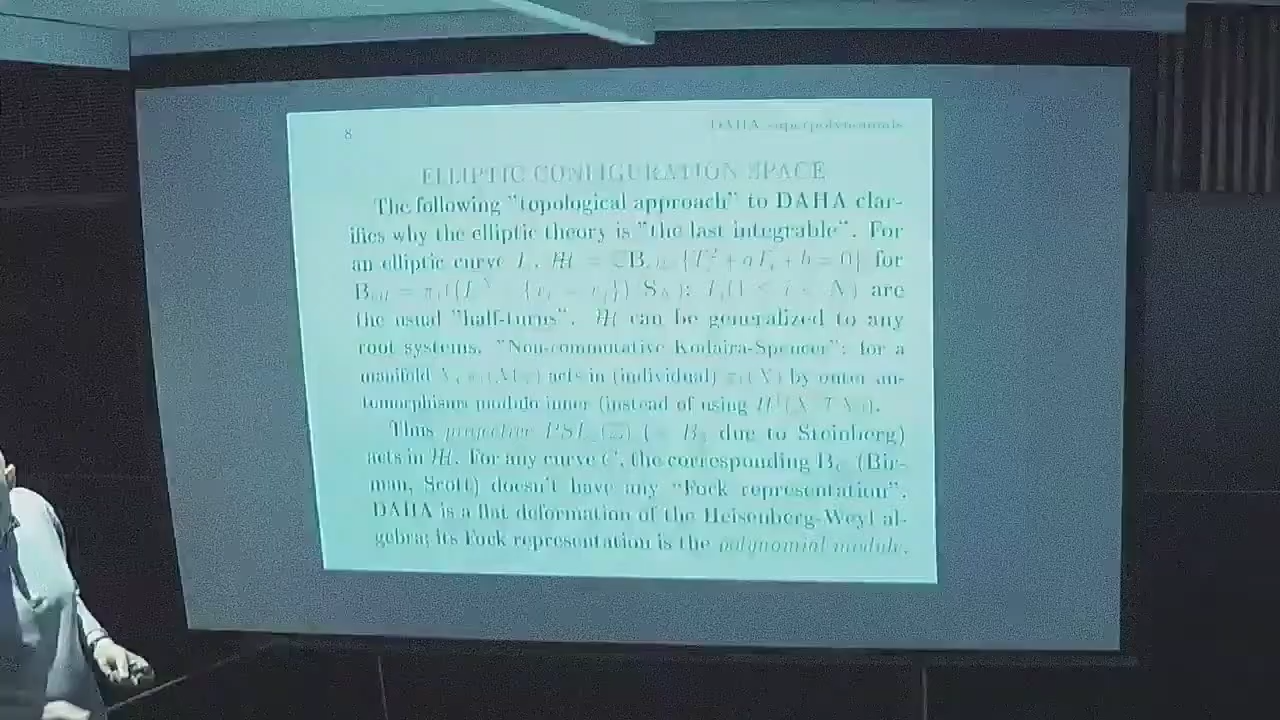 8 DAHA superpolynomials
ELLIPTIC CONFIGURATION SPACE
The following "topological approach" to DAHA clar-
ifies why the elliptic theory is "the last integrable". For
an elliptic curve for
are
the usual "half-turns". ℋℋ can be generalized to any
root systems. "Non-commutative Kodaira-Spencer": for a
manifold acts in (individual) by outer au-
tomorphisms modulo inner (instead of using
Thus projective due to Steinberg)
acts in ℋℋ. For any curve C, the corresponding (Bir-
man, Scott) doesn't have any "Fock representation".
DAHA is a flat deformation of the Heisenberg-Weyl al-
gebra; its Fock representation is the polynomial module.